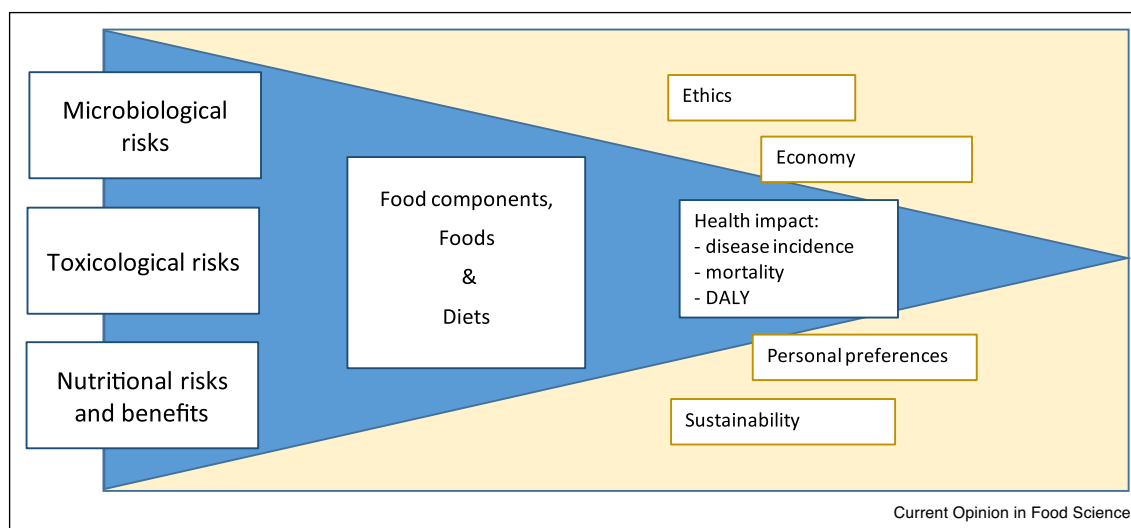 Microbiological
risks
Toxicological risks
Nutritional risks
and benefits
Food components,
Foods
&
Diets
Ethics
Economy
Health impact:
- disease incidence
- mortality
- DALY
Personal preferences
Sustainability
Current Opinion in Food Science